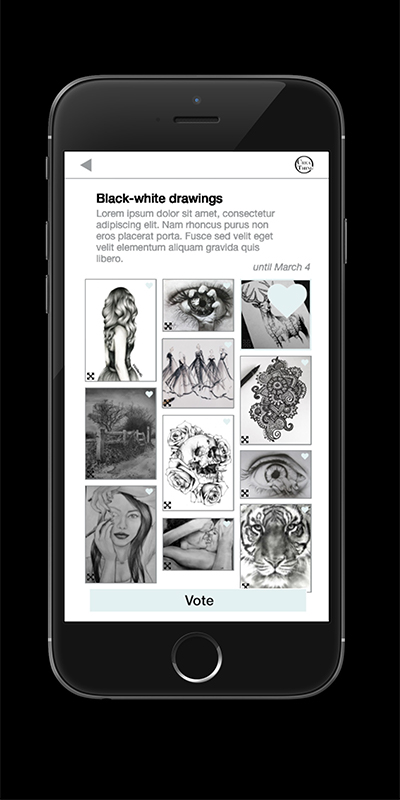 Black-white drawings
Lorem ipsum dolor sit amet, consectetur
adipiscing elit. Nam rhoncus purus non
eros placerat porta. Fusce sed velit eget
velit elementum aliquam gravida quis
libero.
until March 4
Vote